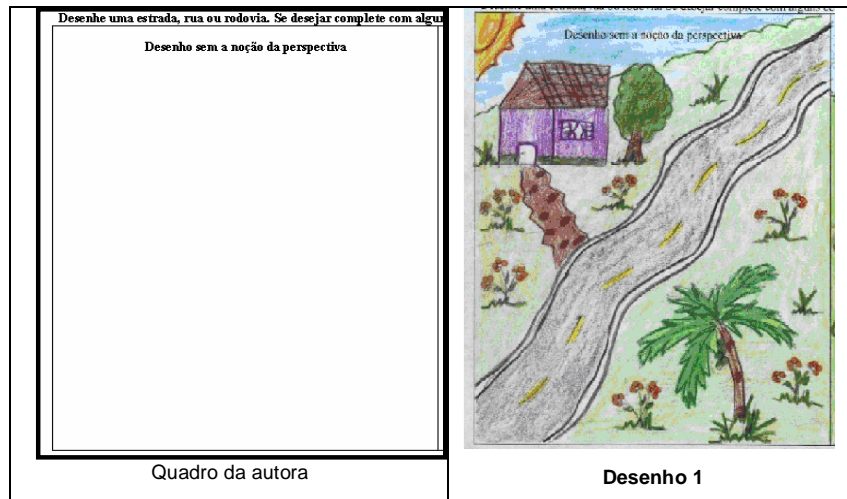 Desenhe uma estrada, rua ou rodovia. Se desejar complete com algun
Desenho sem a noção da perspectiva
Quadro da autora
Desenho sem a noção da perspectiva
Desenho 1